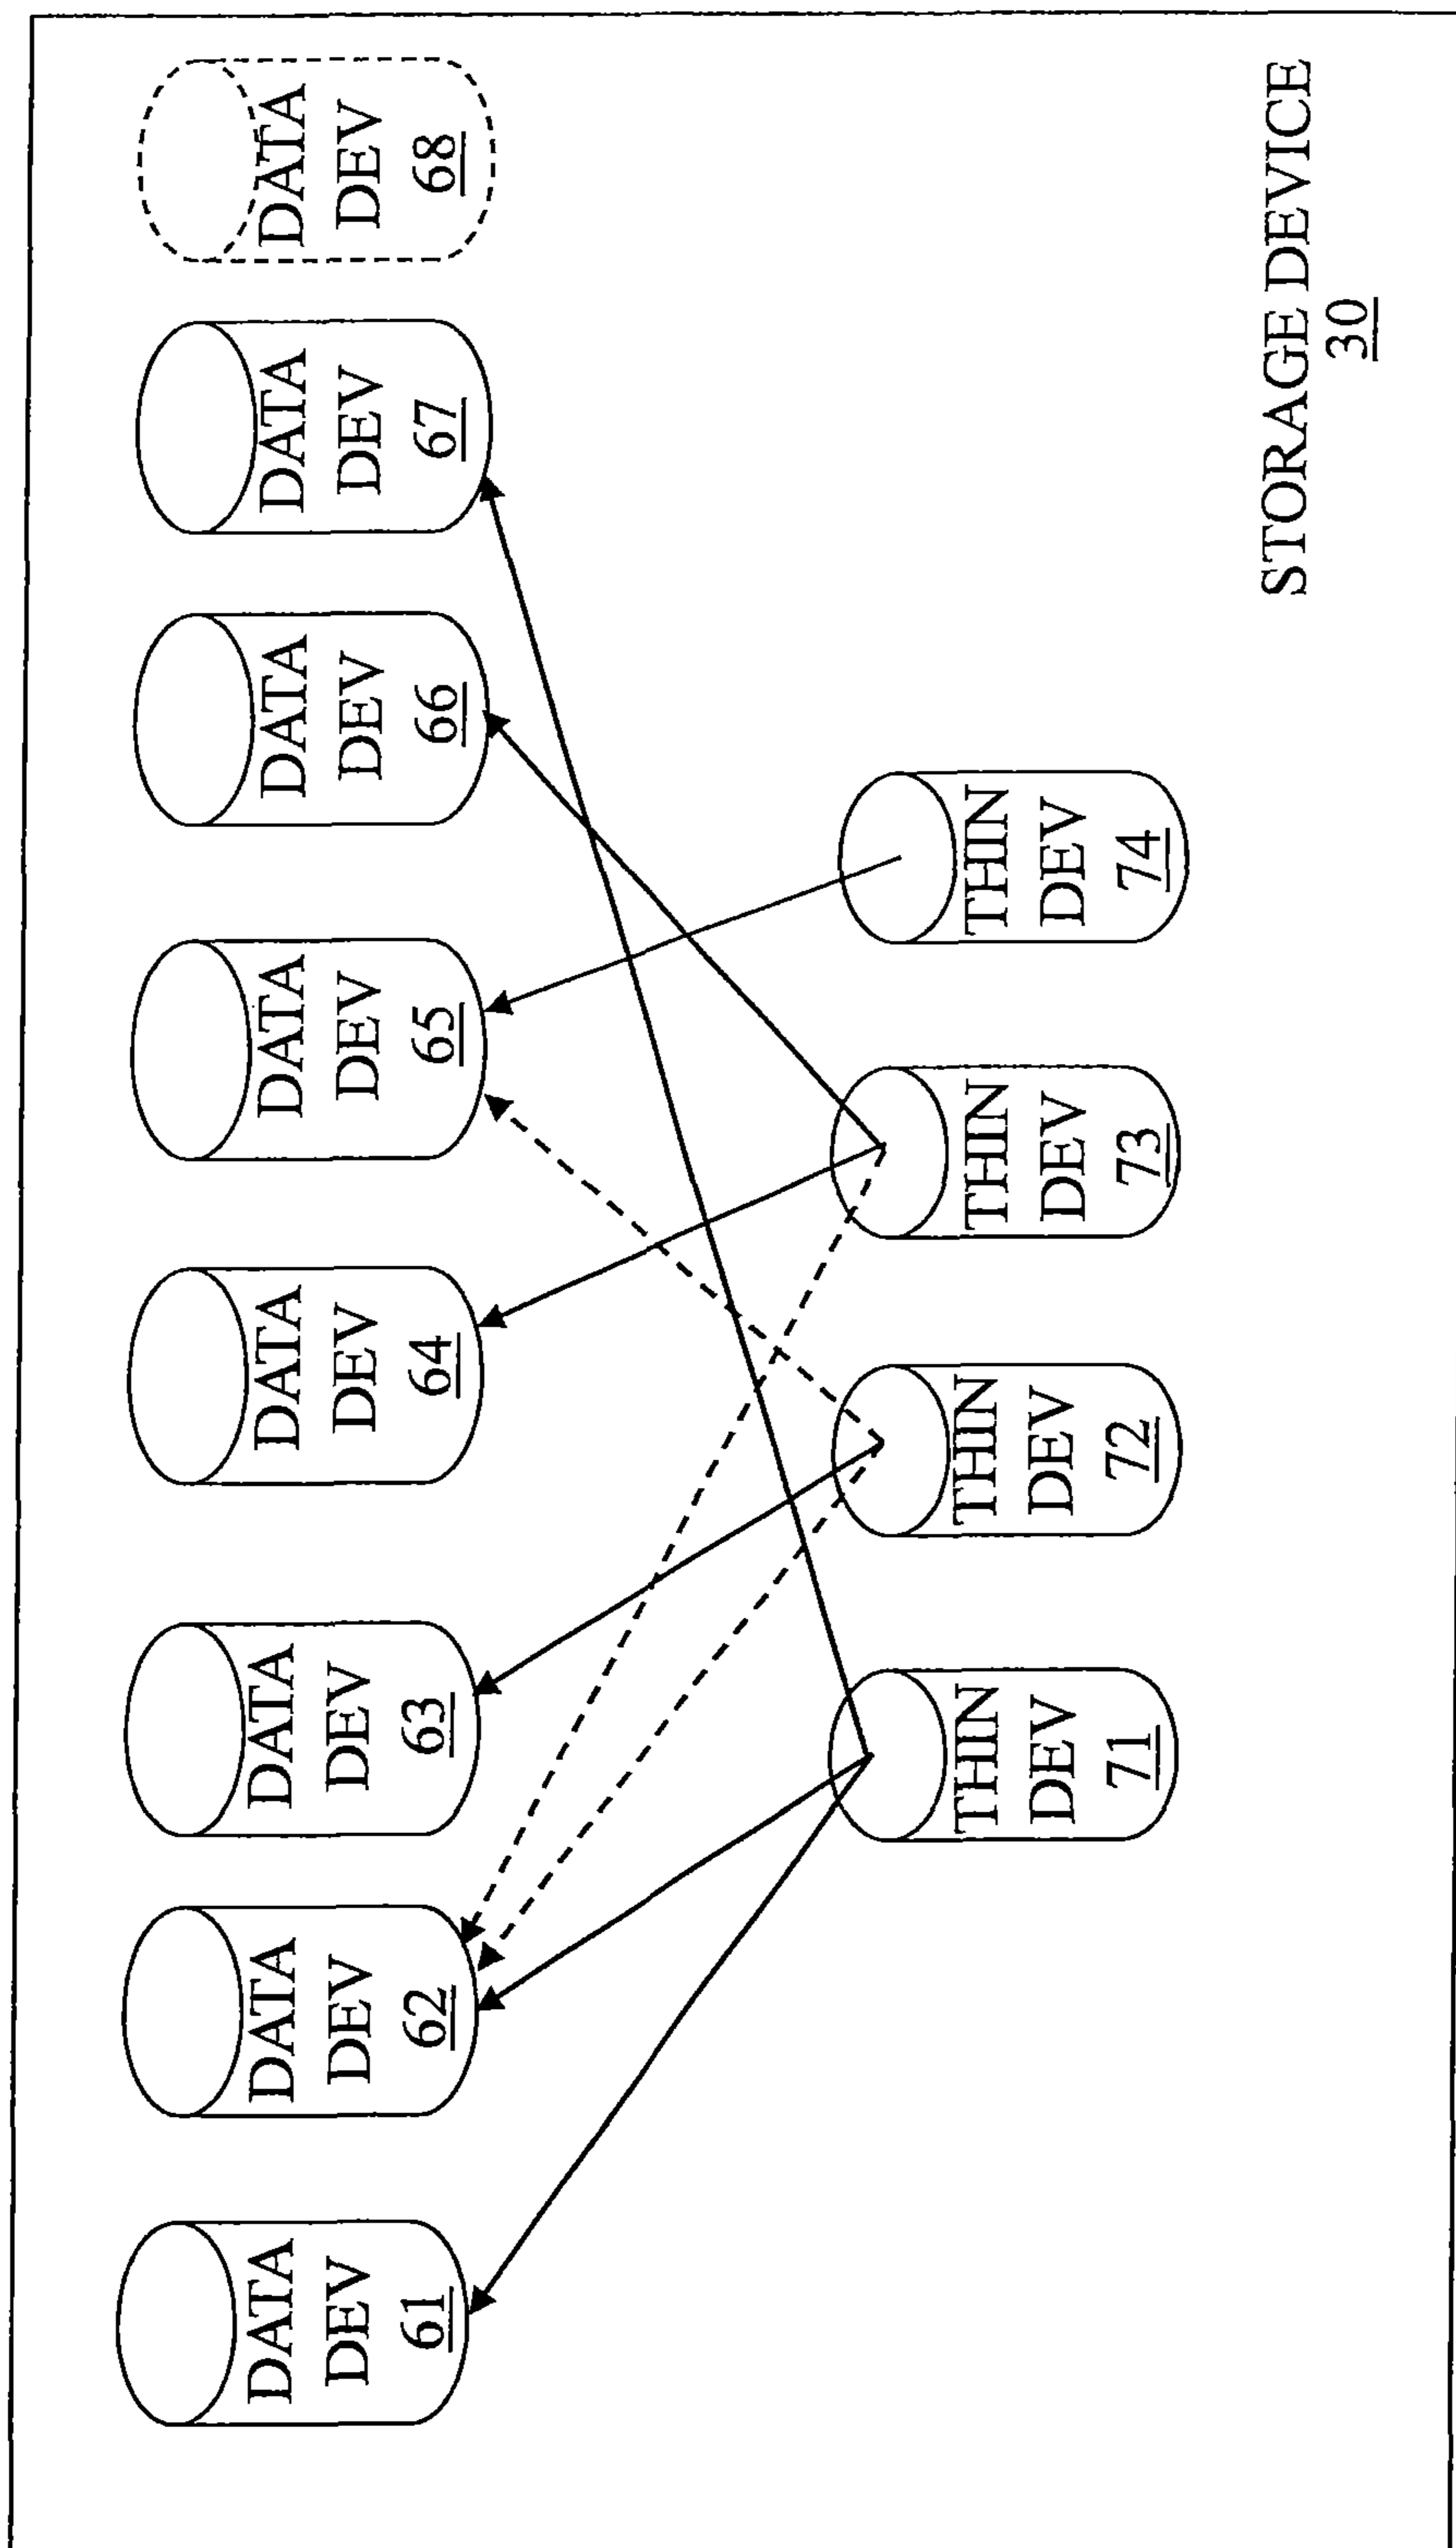 DATA
DEV
61
DATA
DEV
62
DATA
DEV
63
DATA
DEV
64
DATA
DEV
65
DATA
DEV
66
DATA
DEV
67
DATA
DEV
68
THIN
DEV
71
THIN
DEV
72
THIN
DEV
73
THIN
DEV
74
STORAGE DEVICE
30